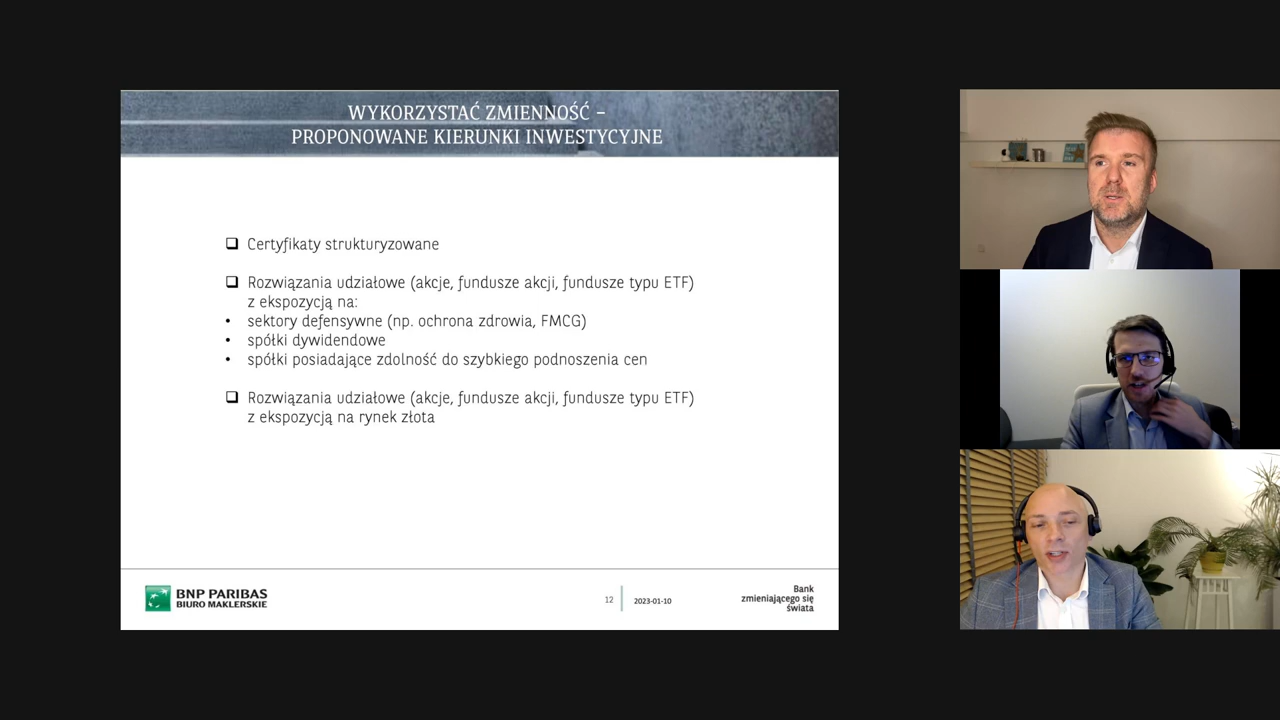 WYKORZYSTAĆ ZMIENNOŚĆ –
PROPONOWANE KIERUNKI INWESTYCYJNE
❑ Certyfikaty strukturyzowane
❑ Rozwiązania udziałowe (akcje, fundusze akcji, fundusze typu ETF)
z ekspozycją na:
• sektory defensywne (np. ochrona zdrowia, FMCG)
• spółki dywidendowe
• spółki posiadające zdolność do szybkiego podnoszenia cen
❑ Rozwiązania udziałowe (akcje, fundusze akcji, fundusze typu ETF)
z ekspozycją na rynek złota
BNP PARIBAS
BIURO MAKLERSKIE
12
2023-01-10
Bank
zmieniającego się
świata